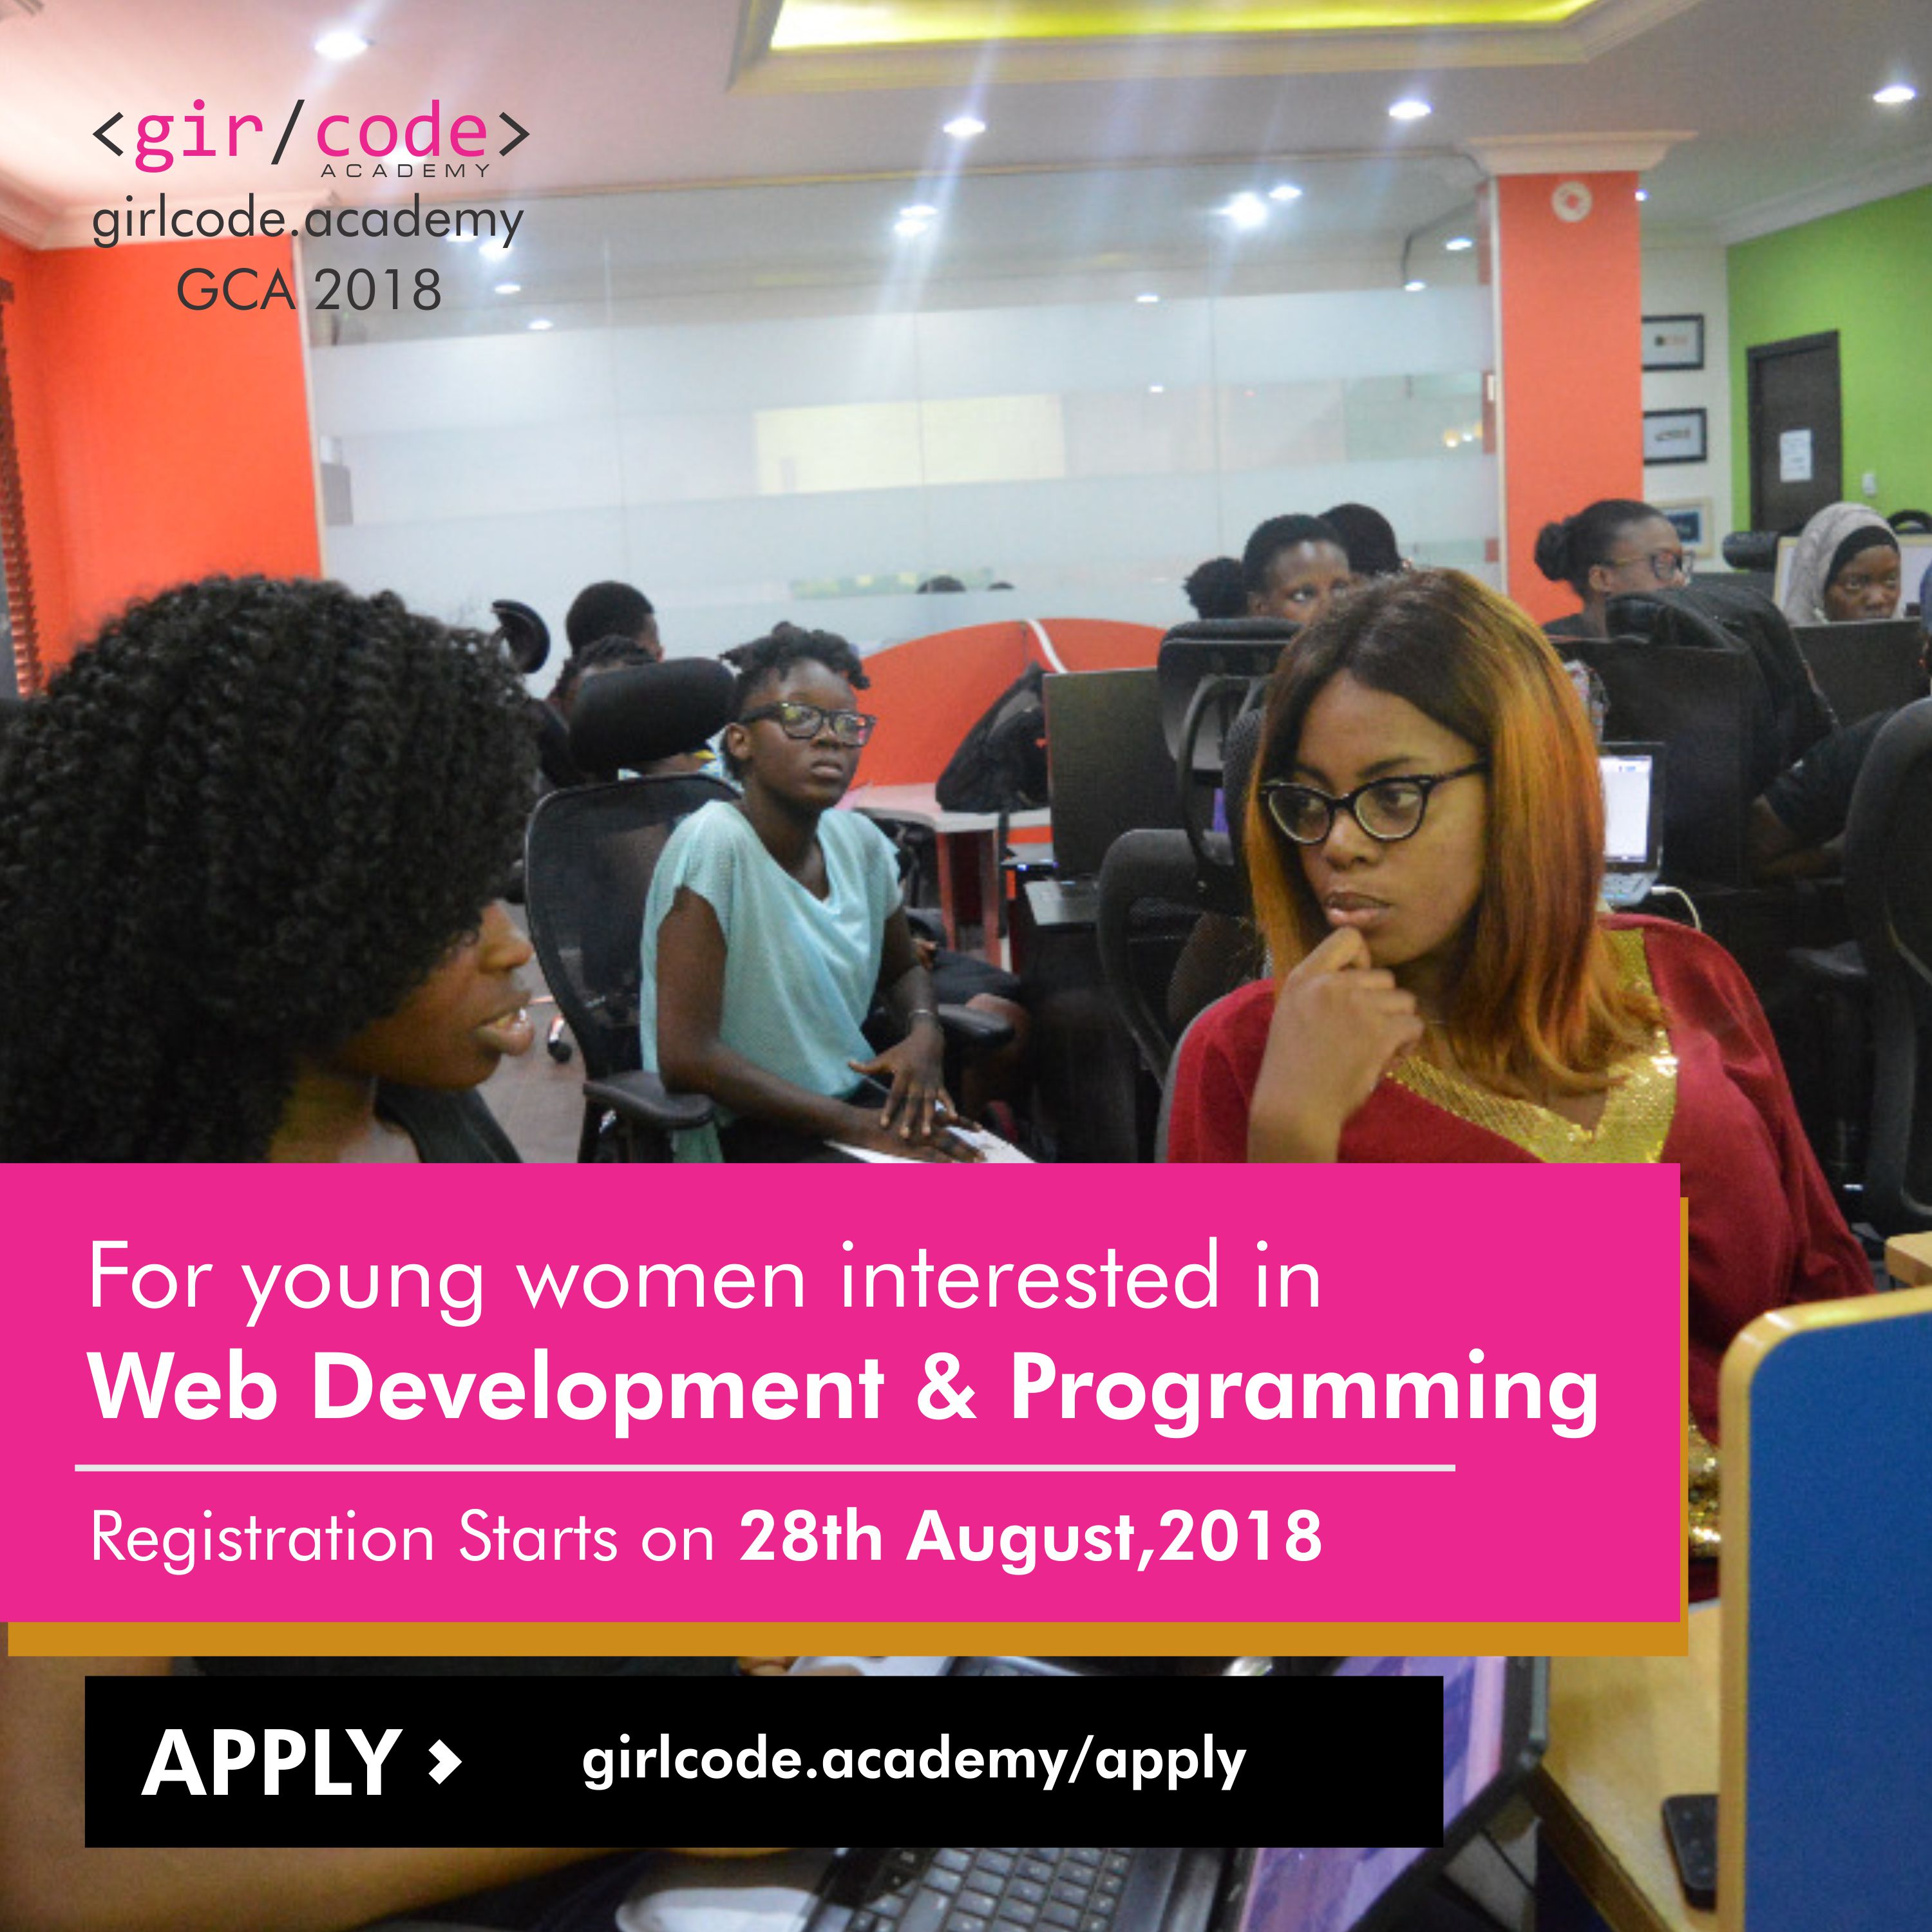 <gir/code>
ACADEMY
girlcode.academy
GCA 2018
For young women interested in
Web Development & Programming
Registration Starts on 28th August,2018
APPLY girlcode.academy/apply